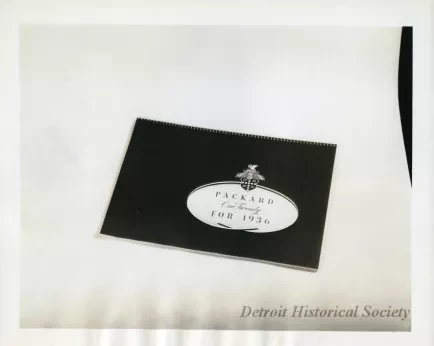 PACKARD
One Twenty
FOR 1936
Detroit Historical Society